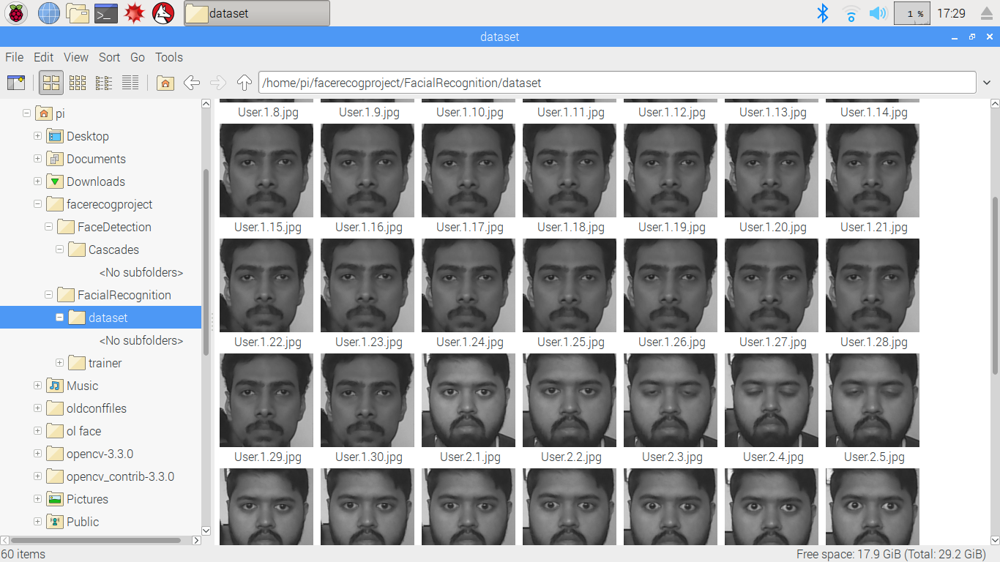 dataset
1 %
17:29
dataset
File Edit View Sort Go Tools
/home/pi/facerecogproject/FacialRecognition/dataset
pi
Desktop
Documents
Downloads
facerecogproject
FaceDetection
Cascades
<No subfolders>
FacialRecognition
dataset
<No subfolders>
trainer
Music
oldconffiles
ol face
opencv-3.3.0
opencv_contrib-3.3.0
Pictures
Public
User.1.8.jpg User.1.9.jpg User.1.10.jpg User.1.11.jpg User.1.12.jpg User.1.13.jpg User.1.14.jpg
User.1.15.jpg User.1.16.jpg User.1.17.jpg User.1.18.jpg User.1.19.jpg User.1.20.jpg User.1.21.jpg
User.1.22.jpg User.1.23.jpg User.1.24.jpg User.1.25.jpg User.1.26.jpg User.1.27.jpg User.1.28.jpg
User.1.29.jpg User.1.30.jpg User.2.1.jpg User.2.2.jpg User.2.3.jpg User.2.4.jpg User.2.5.jpg
60 items
Free space: 17.9 GiB (Total: 29.2 GiB)